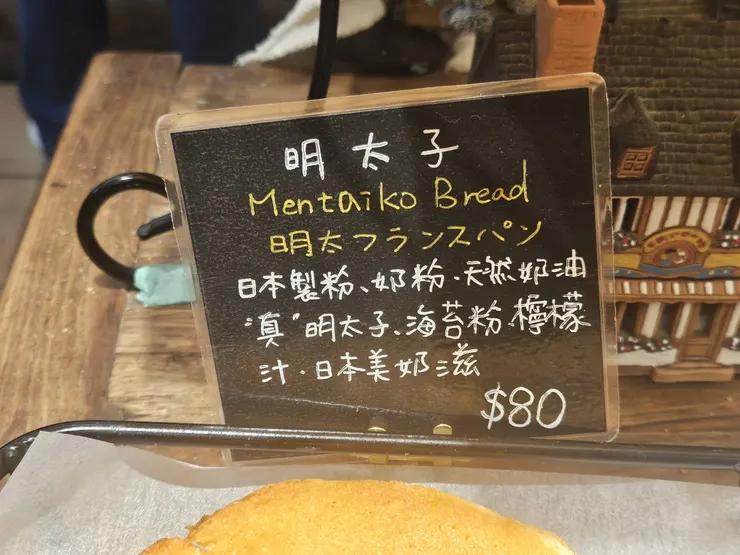 明太子
Mentaiko Bread
明太フランスパン
日本製粉、奶粉、天然奶油
"真"明太子、海苔粉、檸檬
汁、日本美奶滋
$80